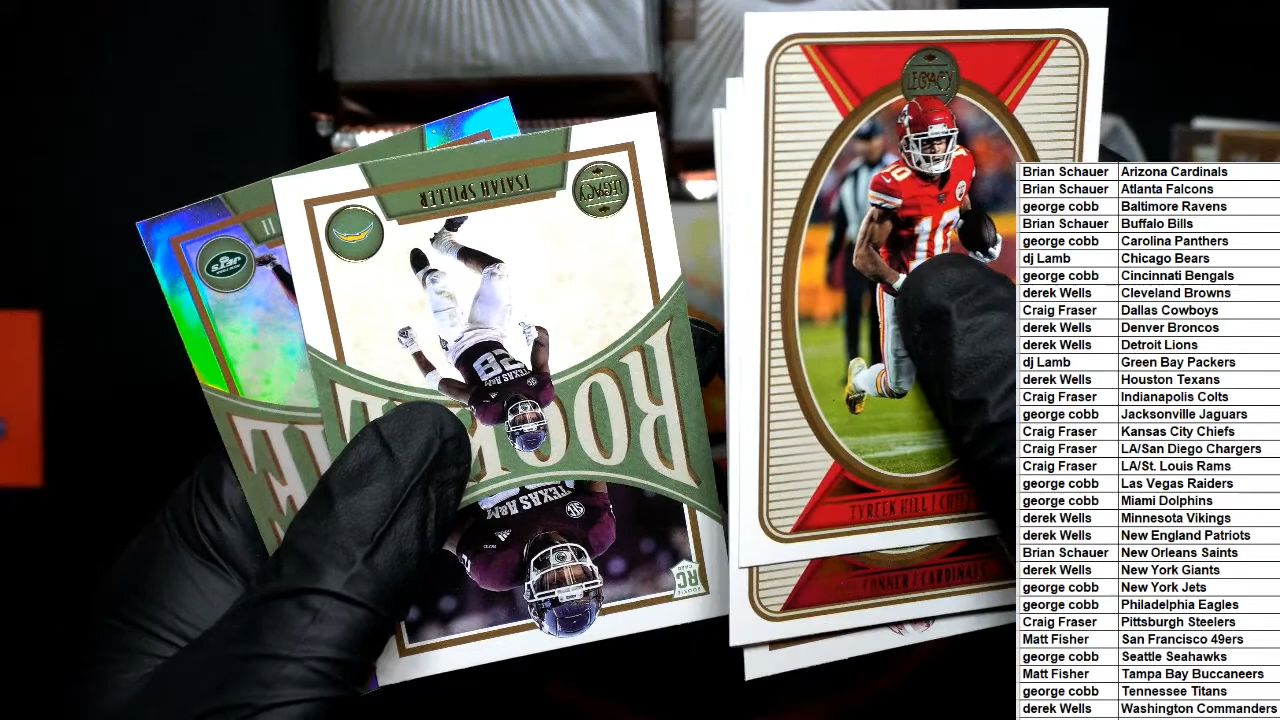 LEGACY
10
10
TYREEK HILL | CHIEFS
CONNER / CARDINALS
ISAIAH SPILLER
LEGACY
28
TEXAS A&M
ROOKIE
TEXAS A&M
ROOKIE CARD
RC
Brian Schauer Arizona Cardinals
Brian Schauer Atlanta Falcons
george cobb Baltimore Ravens
Brian Schauer Buffalo Bills
george cobb Carolina Panthers
dj Lamb Chicago Bears
george cobb Cincinnati Bengals
derek Wells Cleveland Browns
Craig Fraser Dallas Cowboys
derek Wells Denver Broncos
derek Wells Detroit Lions
dj Lamb Green Bay Packers
derek Wells Houston Texans
Craig Fraser Indianapolis Colts
george cobb Jacksonville Jaguars
Craig Fraser Kansas City Chiefs
Craig Fraser LA/San Diego Chargers
Craig Fraser LA/St. Louis Rams
george cobb Las Vegas Raiders
george cobb Miami Dolphins
derek Wells Minnesota Vikings
derek Wells New England Patriots
Brian Schauer New Orleans Saints
derek Wells New York Giants
george cobb New York Jets
george cobb Philadelphia Eagles
Craig Fraser Pittsburgh Steelers
Matt Fisher San Francisco 49ers
george cobb Seattle Seahawks
Matt Fisher Tampa Bay Buccaneers
george cobb Tennessee Titans
derek Wells Washington Commanders